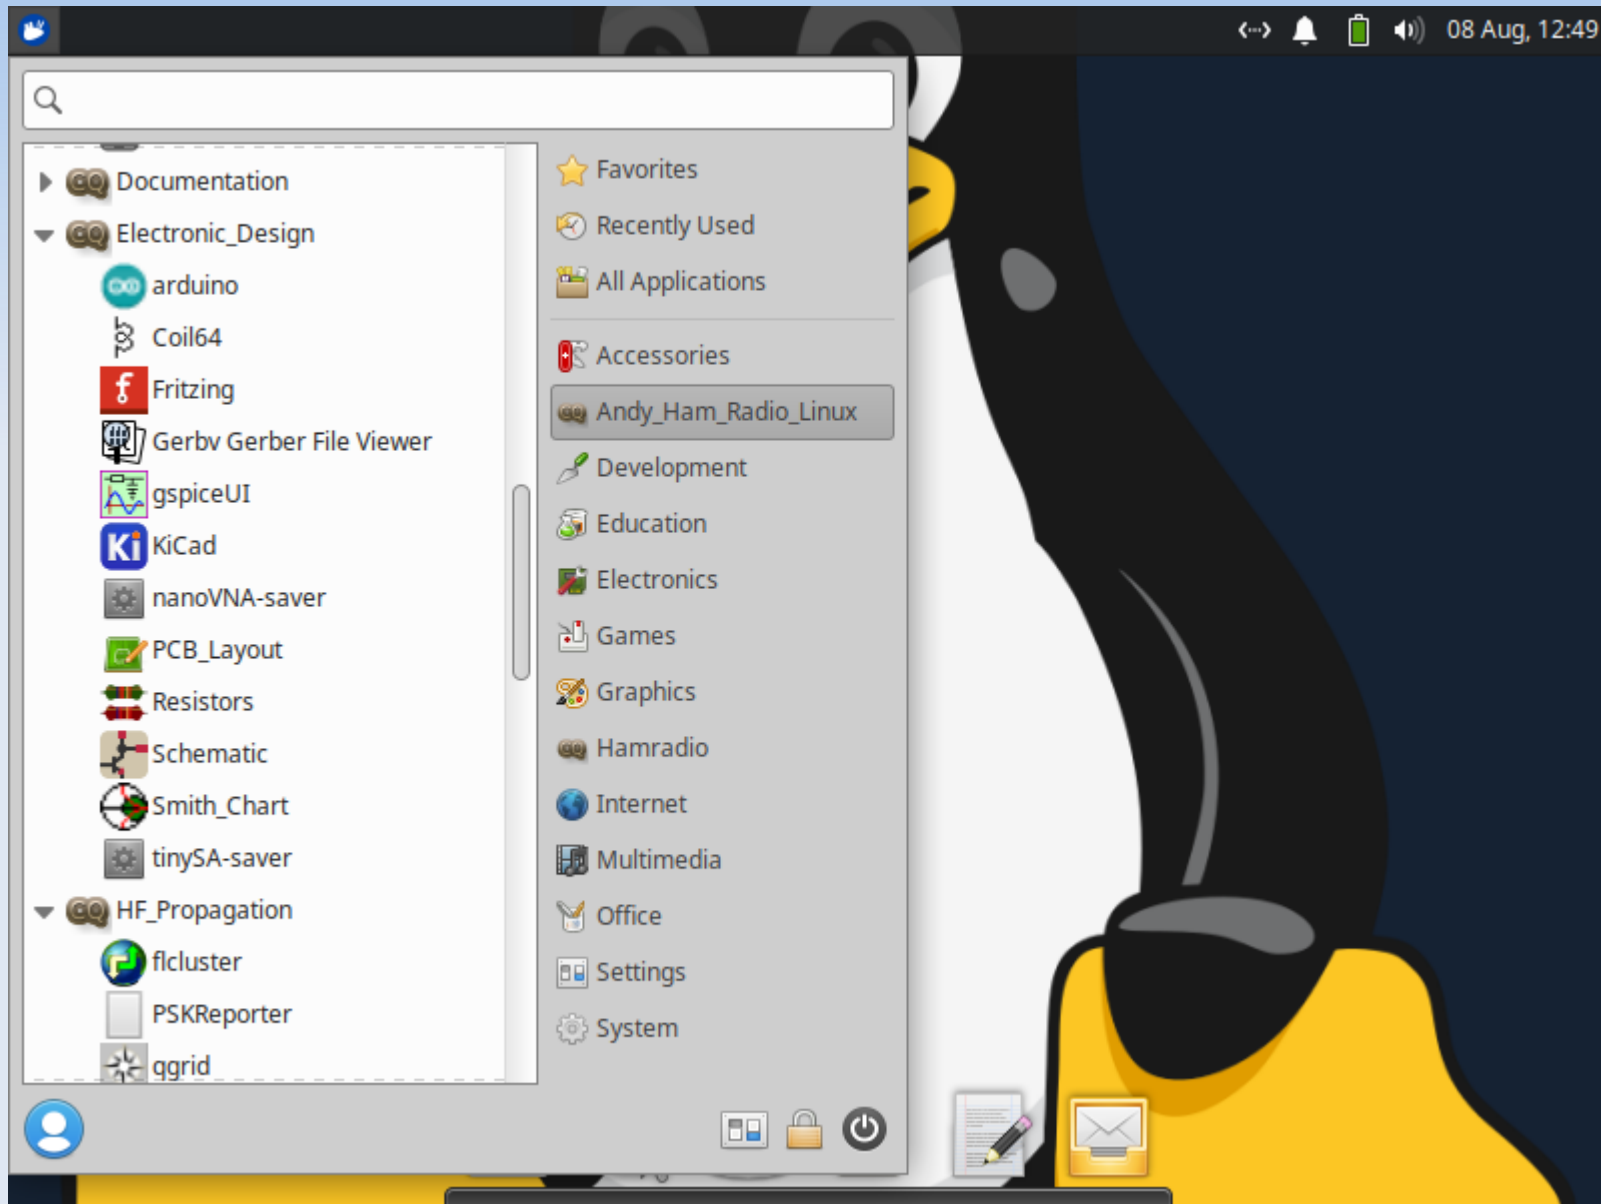 08 Aug, 12:49
Documentation
Electronic_Design
arduino
Coil64
Fritzing
Gerbv Gerber File Viewer
gspiceUI
Ki KiCad
nanoVNA-saver
PCB_Layout
Resistors
Schematic
Smith_Chart
tinySA-saver
HF_Propagation
flcluster
PSKReporter
qgrid
Favorites
Recently Used
All Applications
Accessories
Andy_Ham_Radio_Linux
Development
Education
Electronics
Games
Graphics
Hamradio
Internet
Multimedia
Office
Settings
System